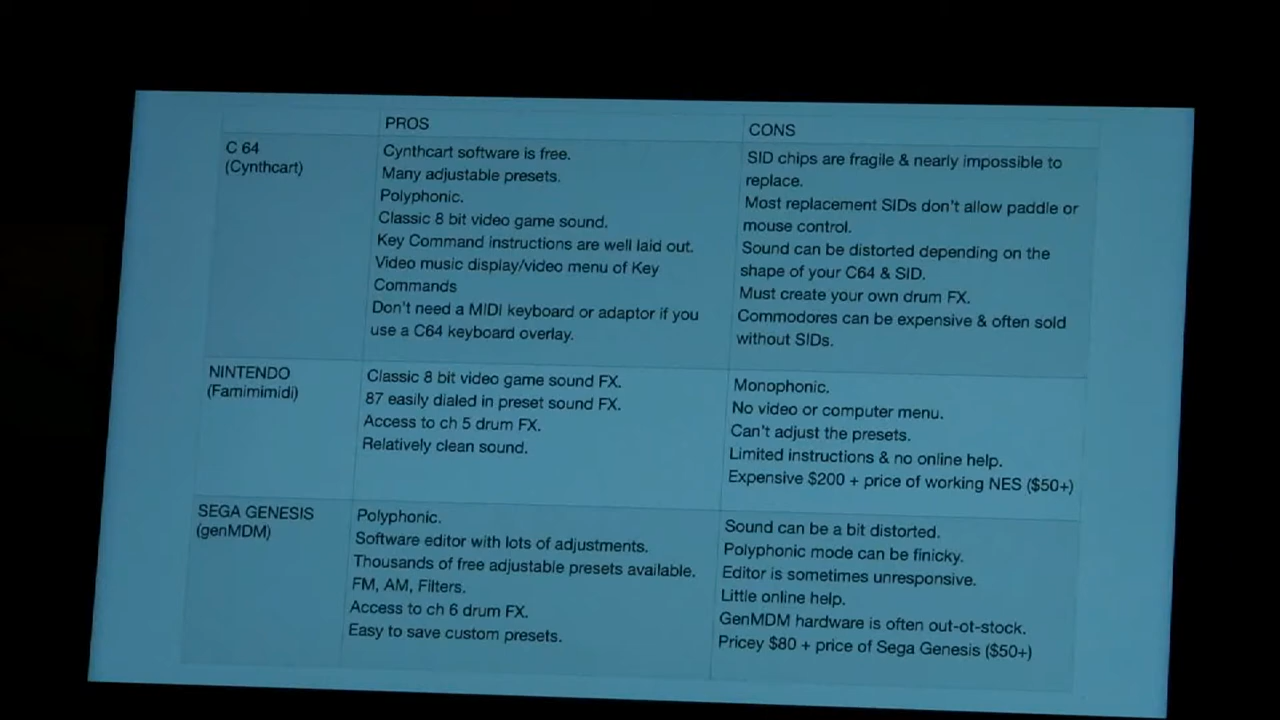 PROS
CONS
C 64
(Cynthcart)
Cynthcart software is free.
Many adjustable presets.
Polyphonic.
Classic 8 bit video game sound.
Key Command instructions are well laid out.
Video music display/video menu of Key
Commands
Don't need a MIDI keyboard or adaptor if you
use a C64 keyboard overlay.
SID chips are fragile & nearly impossible to
replace.
Most replacement SIDs don't allow paddle or
mouse control.
Sound can be distorted depending on the
shape of your C64 & SID.
Must create your own drum FX.
Commodores can be expensive & often sold
without SIDs.
NINTENDO
(Famimimidi)
Classic 8 bit video game sound FX.
87 easily dialed in preset sound FX.
Access to ch 5 drum FX.
Relatively clean sound.
Monophonic.
No video or computer menu.
Can't adjust the presets.
Limited instructions & no online help.
Expensive $200 + price of working NES ($50+)
SEGA GENESIS
(genMDM)
Polyphonic.
Software editor with lots of adjustments.
Thousands of free adjustable presets available.
FM, AM, Filters.
Access to ch 6 drum FX.
Easy to save custom presets.
Sound can be a bit distorted.
Polyphonic mode can be finicky.
Editor is sometimes unresponsive.
Little online help.
GenMDM hardware is often out-ot-stock.
Pricey $80 + price of Sega Genesis ($50+)